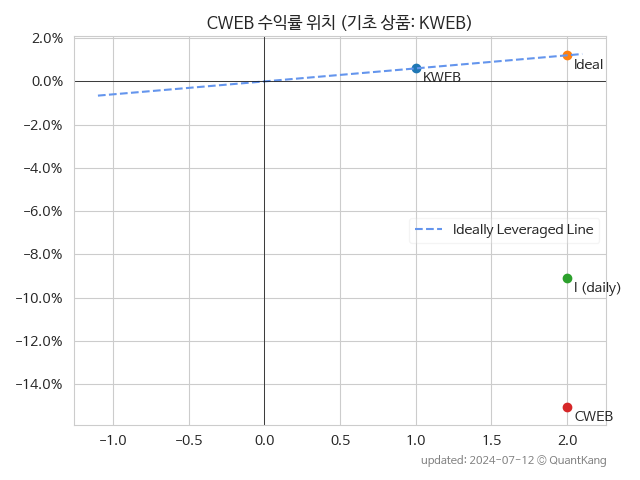 CWEB 수익률 위치 (기초 상품: KWEB)
2.0%
0.0%
−2.0%
−4.0%
−6.0%
−8.0%
−10.0%
−12.0%
−14.0%
Ideal
KWEB
Ideally Leveraged Line
I (daily)
CWEB
−1.0 −0.5 0.0 0.5 1.0 1.5 2.0
updated: 2024-07-12 © QuantKang